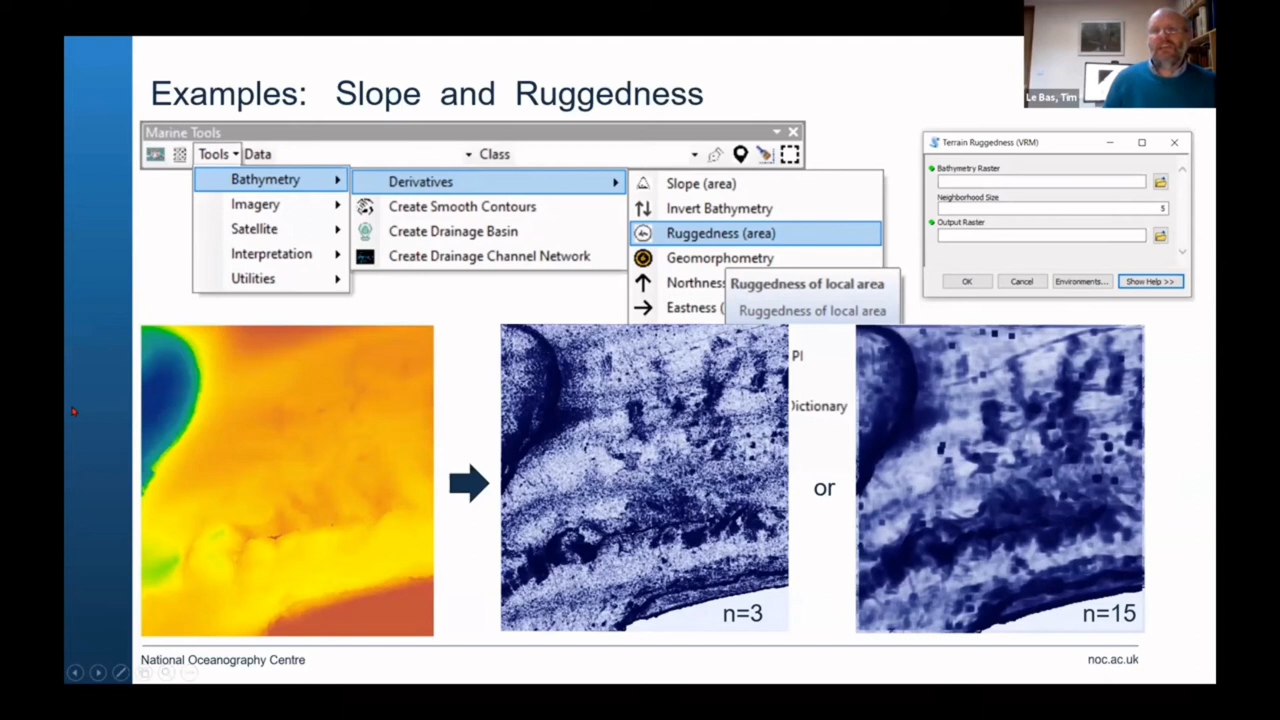 Examples: Slope and Ruggedness
Le Bas, Tim
Marine Tools
Tools Data Class
Bathymetry
Imagery
Satellite
Interpretation
Utilities
Derivatives
Create Smooth Contours
Create Drainage Basin
Create Drainage Channel Network
Slope (area)
Invert Bathymetry
Ruggedness (area)
Geomorphometry
Northness
Eastness (
Ruggedness of local area
Ruggedness of local area
PI
Dictionary
Terrain Ruggedness (VRM)
Bathymetry Raster
Neighborhood Size
5
Output Raster
OK Cancel Environments... Show Help >>
or
n=3
n=15
National Oceanography Centre
noc.ac.uk